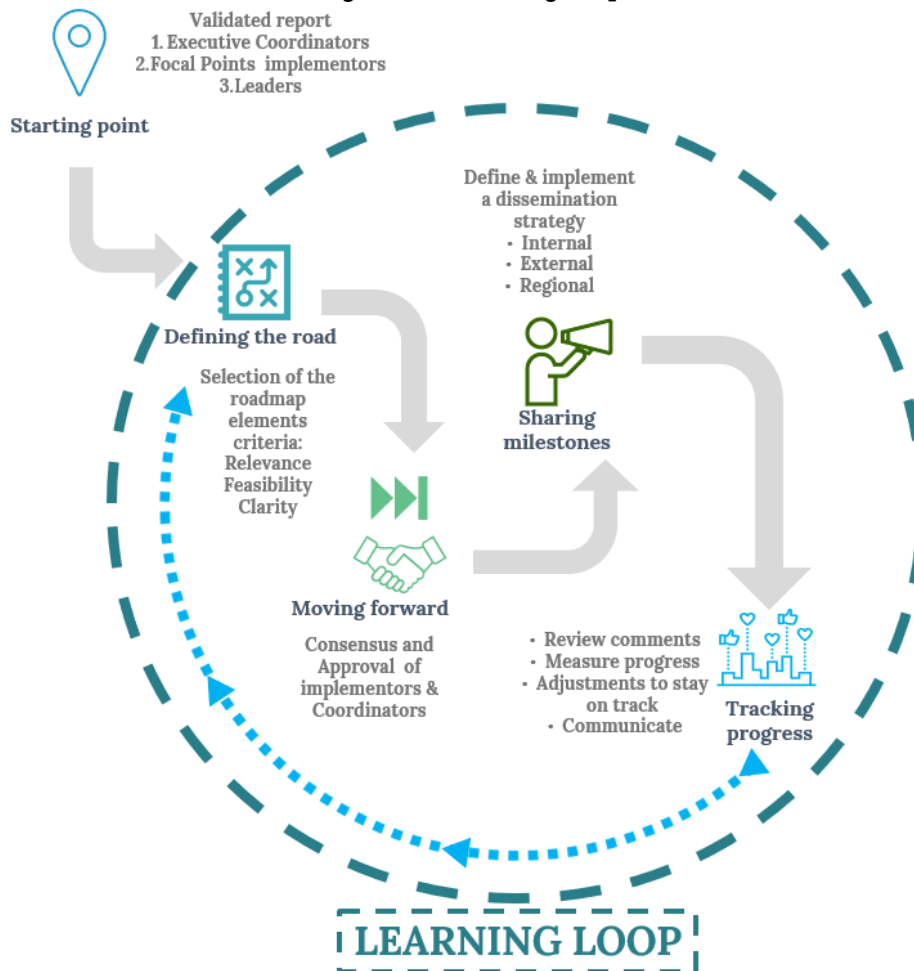 Validated report
1. Executive Coordinators
2.Focal Points implementors
3.Leaders
Starting point
Defining the road
Selection of the
roadmap
elements
criteria:
Relevance
Feasibility
Clarity
Moving forward
Consensus and
Approval of
implementors &
Coordinators
Define & implement
a dissemination
strategy
• Internal
• External
• Regional
Sharing
milestones
• Review comments
• Measure progress
• Adjustments to stay
on track
• Communicate
Tracking
progress
LEARNING LOOP